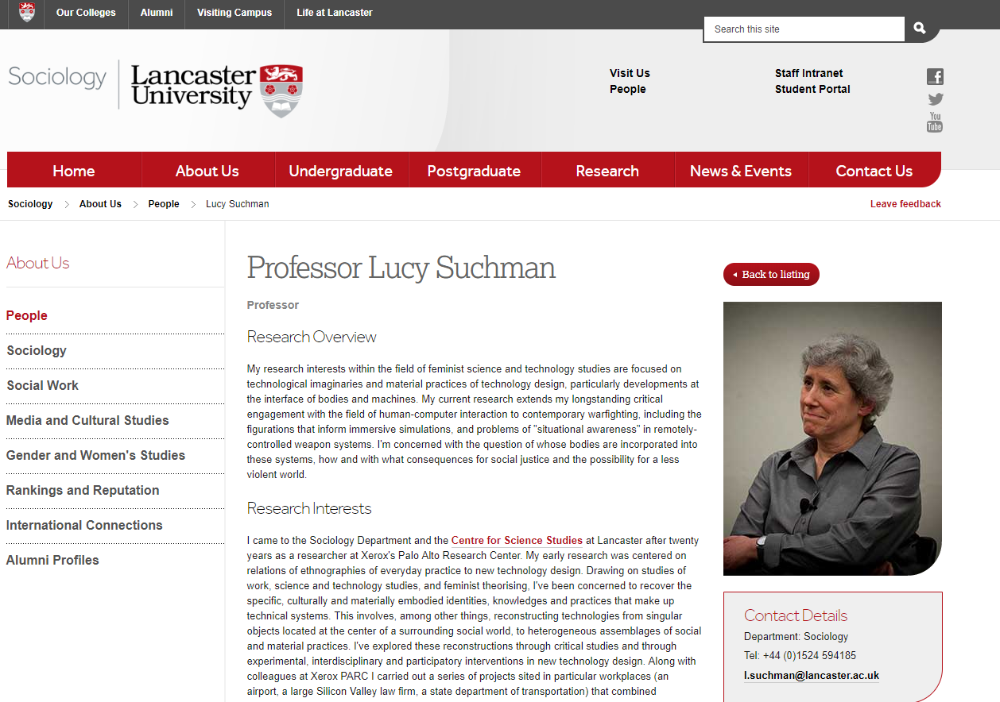 Our Colleges
Alumni
Visiting Campus
Life at Lancaster
Search this site
Sociology
Lancaster
University
Visit Us
People
Staff Intranet
Student Portal
You
Tube
Home
About Us
Undergraduate
Postgraduate
Research
News & Events
Contact Us
Sociology
About Us
People
Lucy Suchman
Leave feedback
About Us
People
Sociology
Social Work
Media and Cultural Studies
Gender and Women's Studies
Rankings and Reputation
International Connections
Alumni Profiles
Professor Lucy Suchman
Professor
Research Overview
My research interests within the field of feminist science and technology studies are focused on
technological imaginaries and material practices of technology design, particularly developments at
the interface of bodies and machines. My current research extends my longstanding critical
engagement with the field of human-computer interaction to contemporary warfighting, including the
figurations that inform immersive simulations, and problems of "situational awareness" in remotely-
controlled weapon systems. I'm concerned with the question of whose bodies are incorporated into
these systems, how and with what consequences for social justice and the possibility for a less
violent world.
Research Interests
I came to the Sociology Department and the Centre for Science Studies at Lancaster after twenty
years as a researcher at Xerox's Palo Alto Research Center. My early research was centered on
relations of ethnographies of everyday practice to new technology design. Drawing on studies of
work, science and technology studies, and feminist theorising, I've been concerned to recover the
specific, culturally and materially embodied identities, knowledges and practices that make up
technical systems. This involves, among other things, reconstructing technologies from singular
objects located at the center of a surrounding social world, to heterogeneous assemblages of social
and material practices. I've explored these reconstructions through critical studies and through
experimental, interdisciplinary and participatory interventions in new technology design. Along with
colleagues at Xerox PARC I carried out a series of projects sited in particular workplaces (an
airport, a large Silicon Valley law firm, a state department of transportation) that combined
Back to listing
Contact Details
Department: Sociology
Tel: +44 (0)1524 594185
l.suchman@lancaster.ac.uk